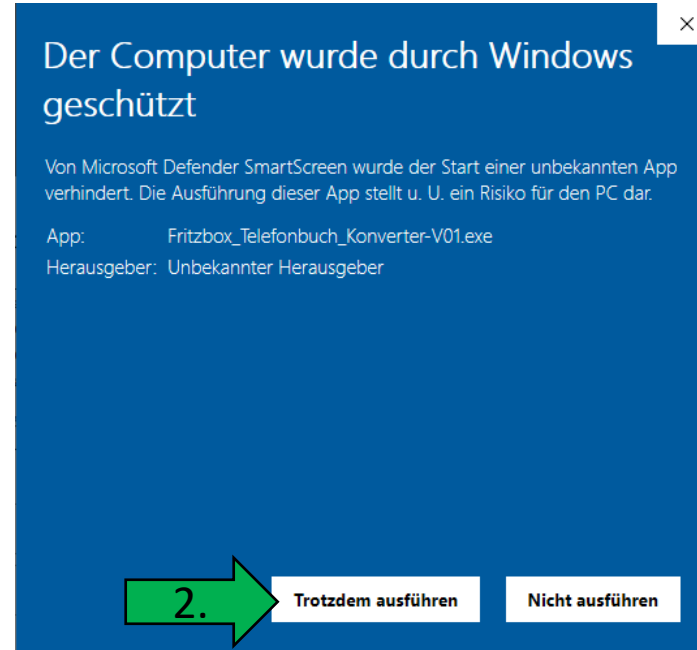 Der Computer wurde durch Windows
geschützt
Von Microsoft Defender SmartScreen wurde der Start einer unbekannten App
verhindert. Die Ausführung dieser App stellt u. U. ein Risiko für den PC dar.
App: Fritzbox_Telefonbuch_Konverter-V01.exe
Herausgeber: Unbekannter Herausgeber
2. Trotzdem ausführen Nicht ausführen